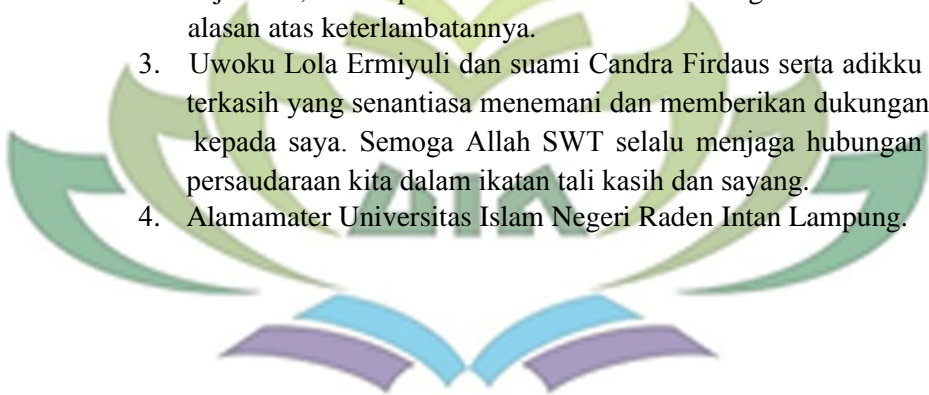 alasan atas keterlambatannya.
3. Uwoku Lola Ermiyuli dan suami Candra Firdaus serta adikku
terkasih yang senantiasa menemani dan memberikan dukungan
kepada saya. Semoga Allah SWT selalu menjaga hubungan
persaudaraan kita dalam ikatan tali kasih dan sayang.
4. Alamamater Universitas Islam Negeri Raden Intan Lampung.